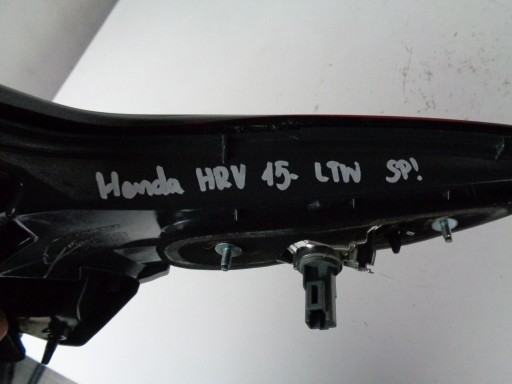 Honda HRV 15- LTW SP!